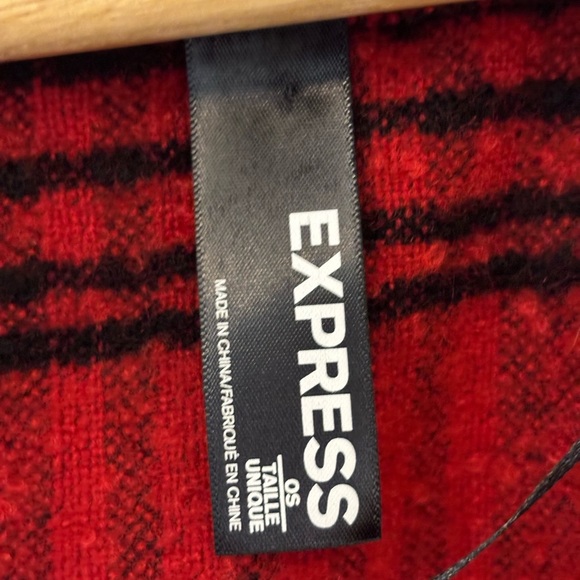 EXPRESS
OS
TAILLE
UNIQUE
MADE IN CHINA/FABRIQUÉ EN CHINE